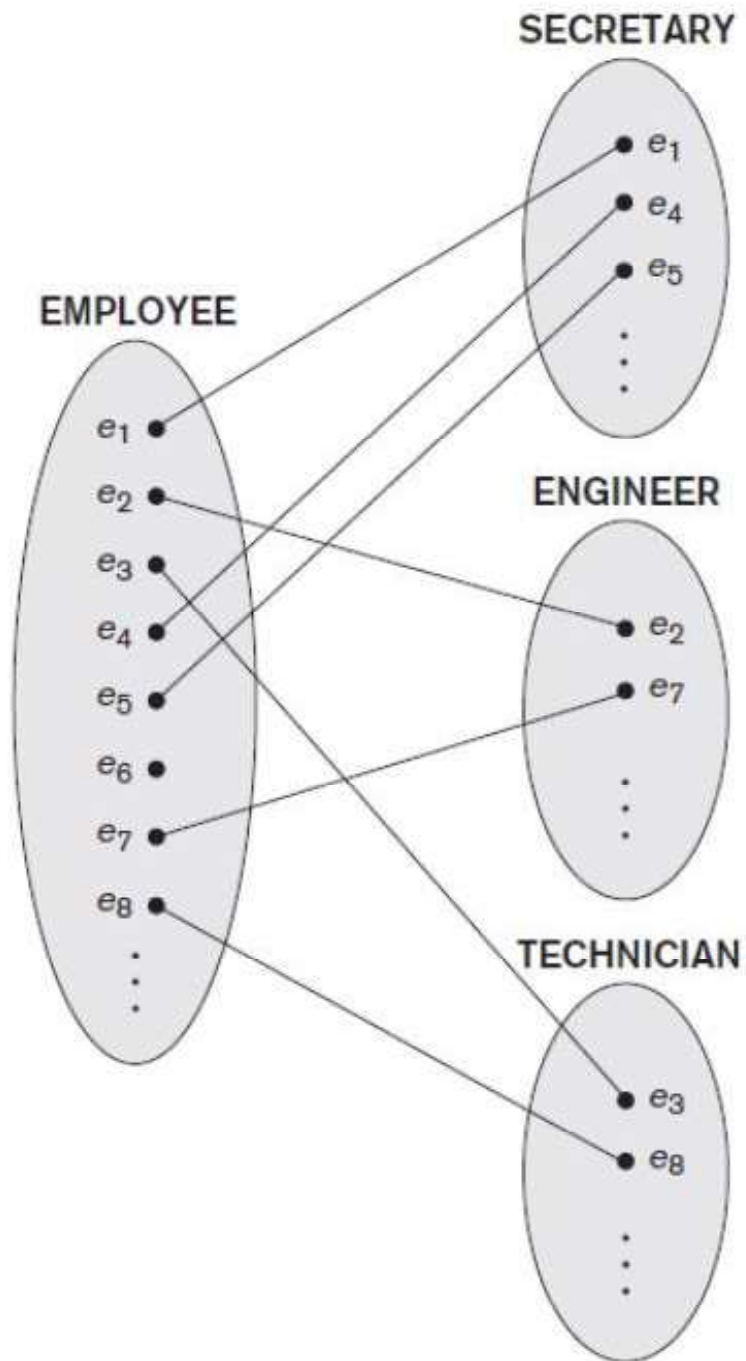 SECRETARY
e₁
e₄
e₅
EMPLOYEE
e₁
e₂
e₃
e₄
e₅
e₆
e₇
e₈
ENGINEER
e₂
e₇
TECHNICIAN
e₃
e₈